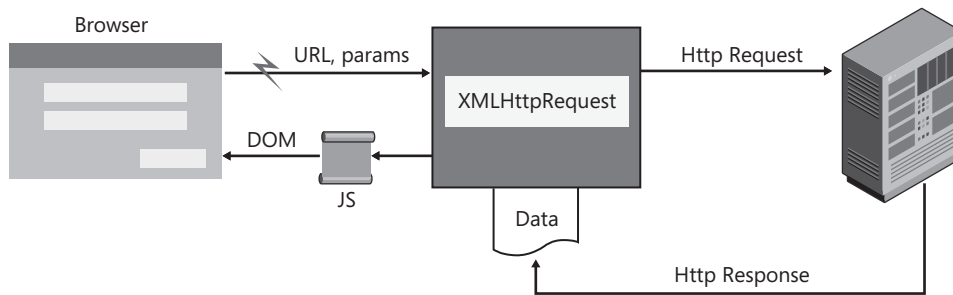 Browser
URL, params
Http Request
XMLHttpRequest
DOM
JS
Data
Http Response